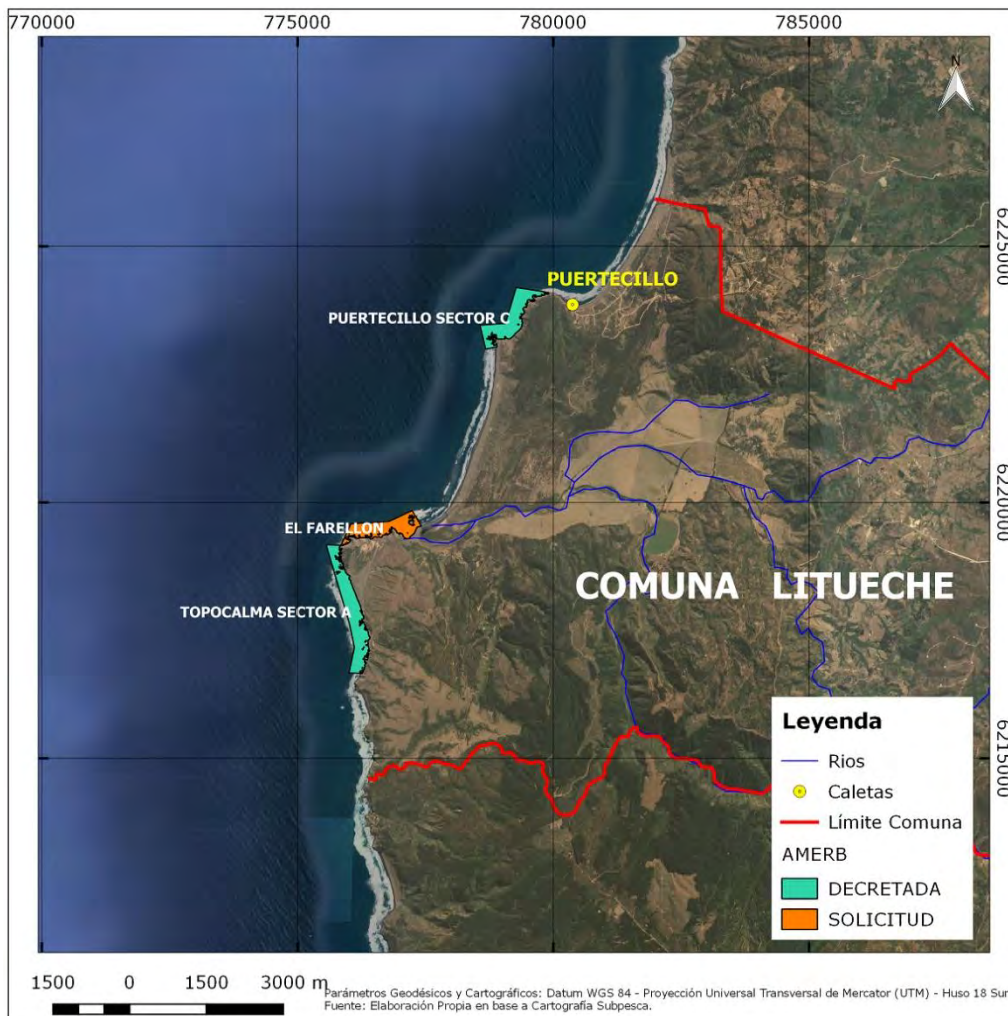 770000
775000
780000
785000
N
6225000
PUERTECILLO
PUERTECILLO SECTOR C
6220000
EL FARELLON
TOPOCALMA SECTOR A
COMUNA LITUECHE
6215000
Leyenda
Rios
Caletas
Límite Comuna
AMERB
DECRETADA
SOLICITUD
1500 0 1500 3000 m
Parámetros Geodésicos y Cartográficos: Datum WGS 84 - Proyección Universal Transversal de Mercator (UTM) - Huso 18 Sur
Fuente: Elaboración Propia en base a Cartografía Subpesca.